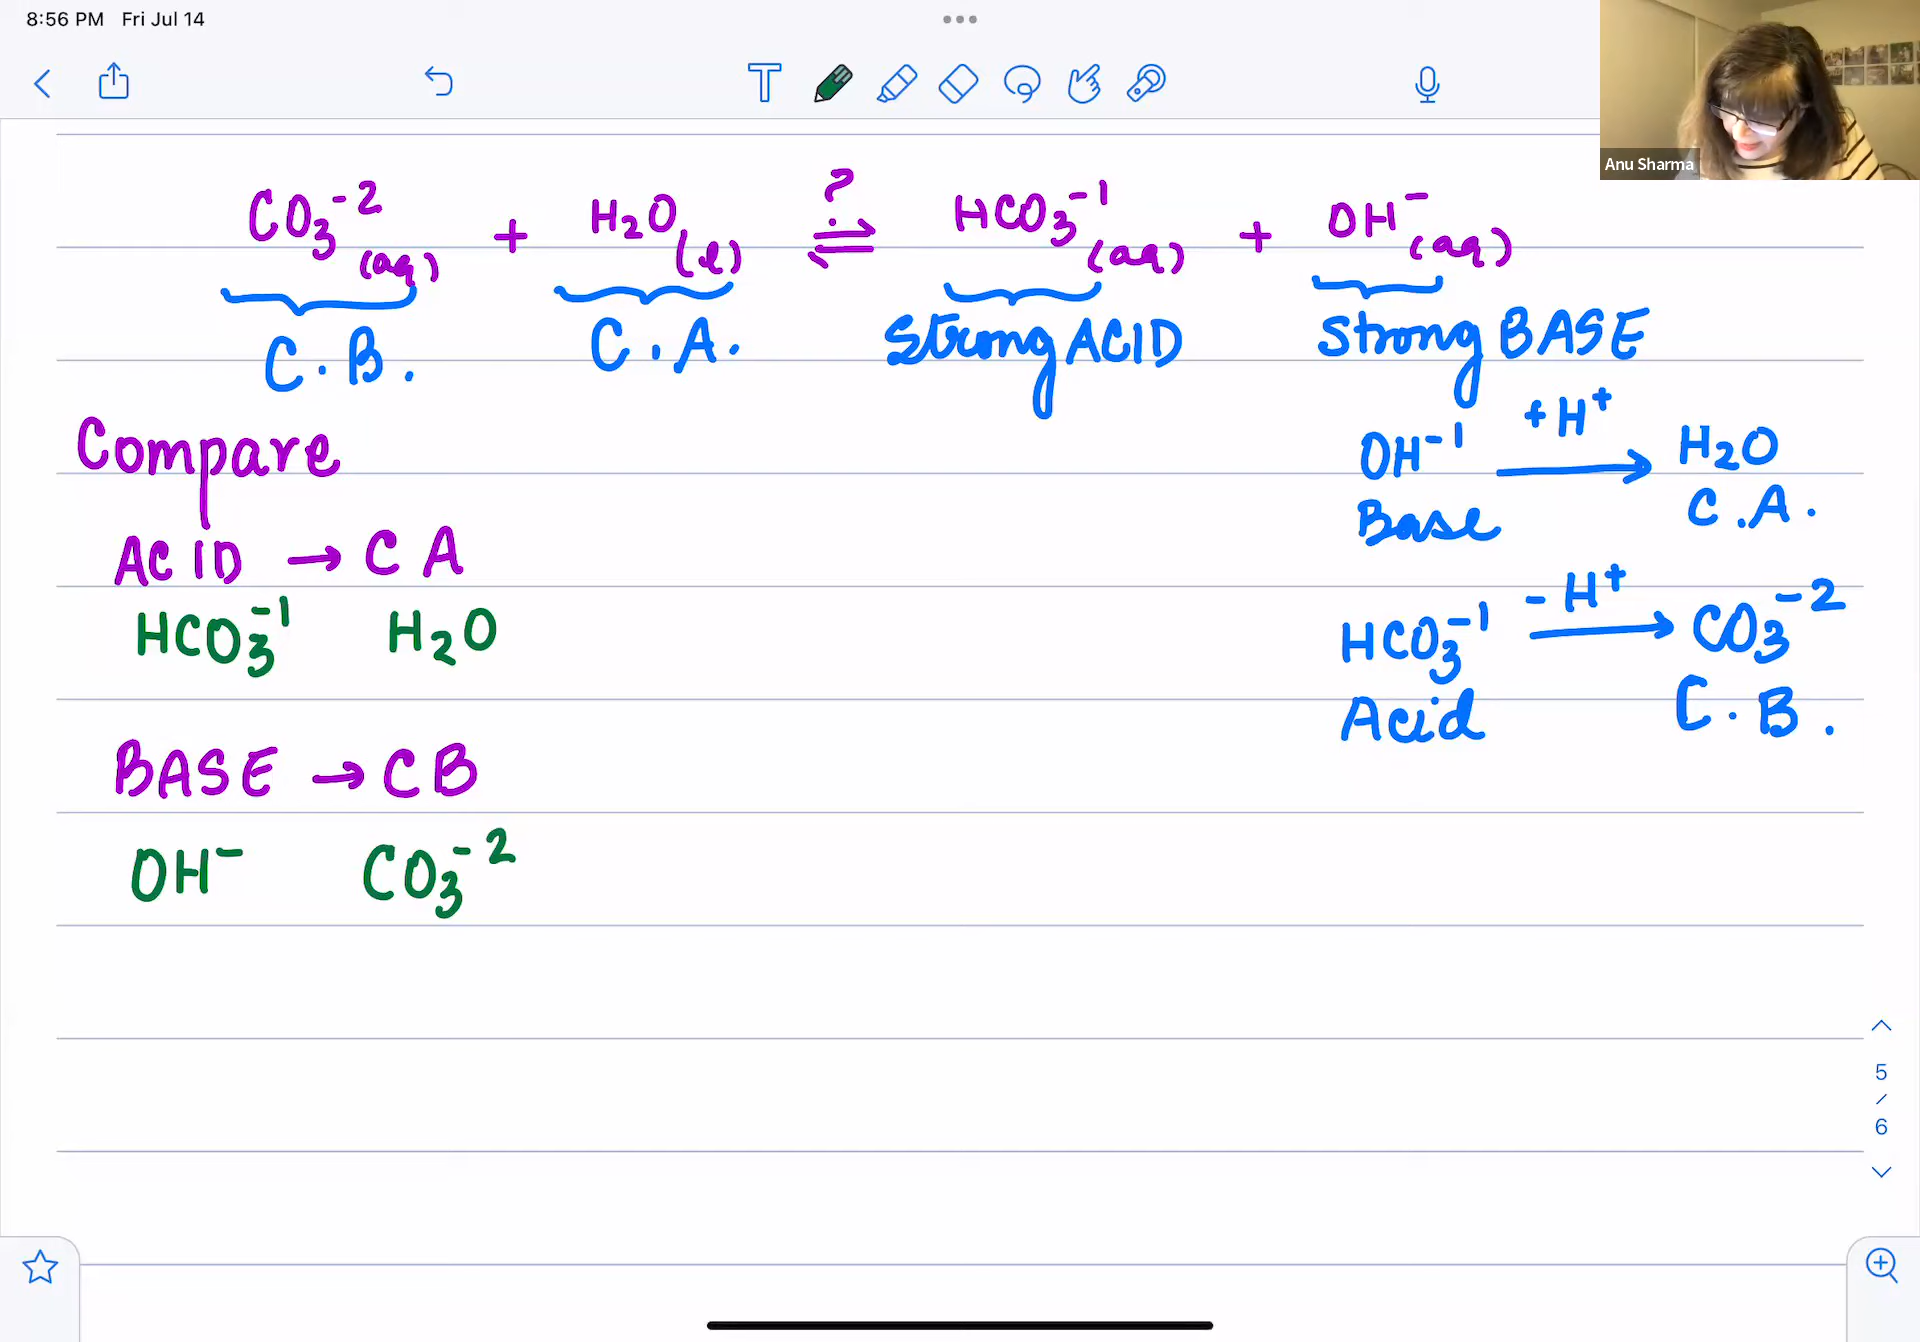 8:56 PM Fri Jul 14
Anu Sharma
CO₃⁻² (aq) + H₂O (l) ?⇌ HCO₃⁻¹ (aq) + OH⁻ (aq)
C.B. C.A. Strong ACID Strong BASE
Compare
ACID → CA
HCO₃⁻¹ H₂O
BASE → CB
OH⁻ CO₃⁻²
+H⁺
OH⁻¹ → H₂O
Base C.A.
-H⁺
HCO₃⁻¹ → CO₃⁻²
Acid C.B.
5
/
6